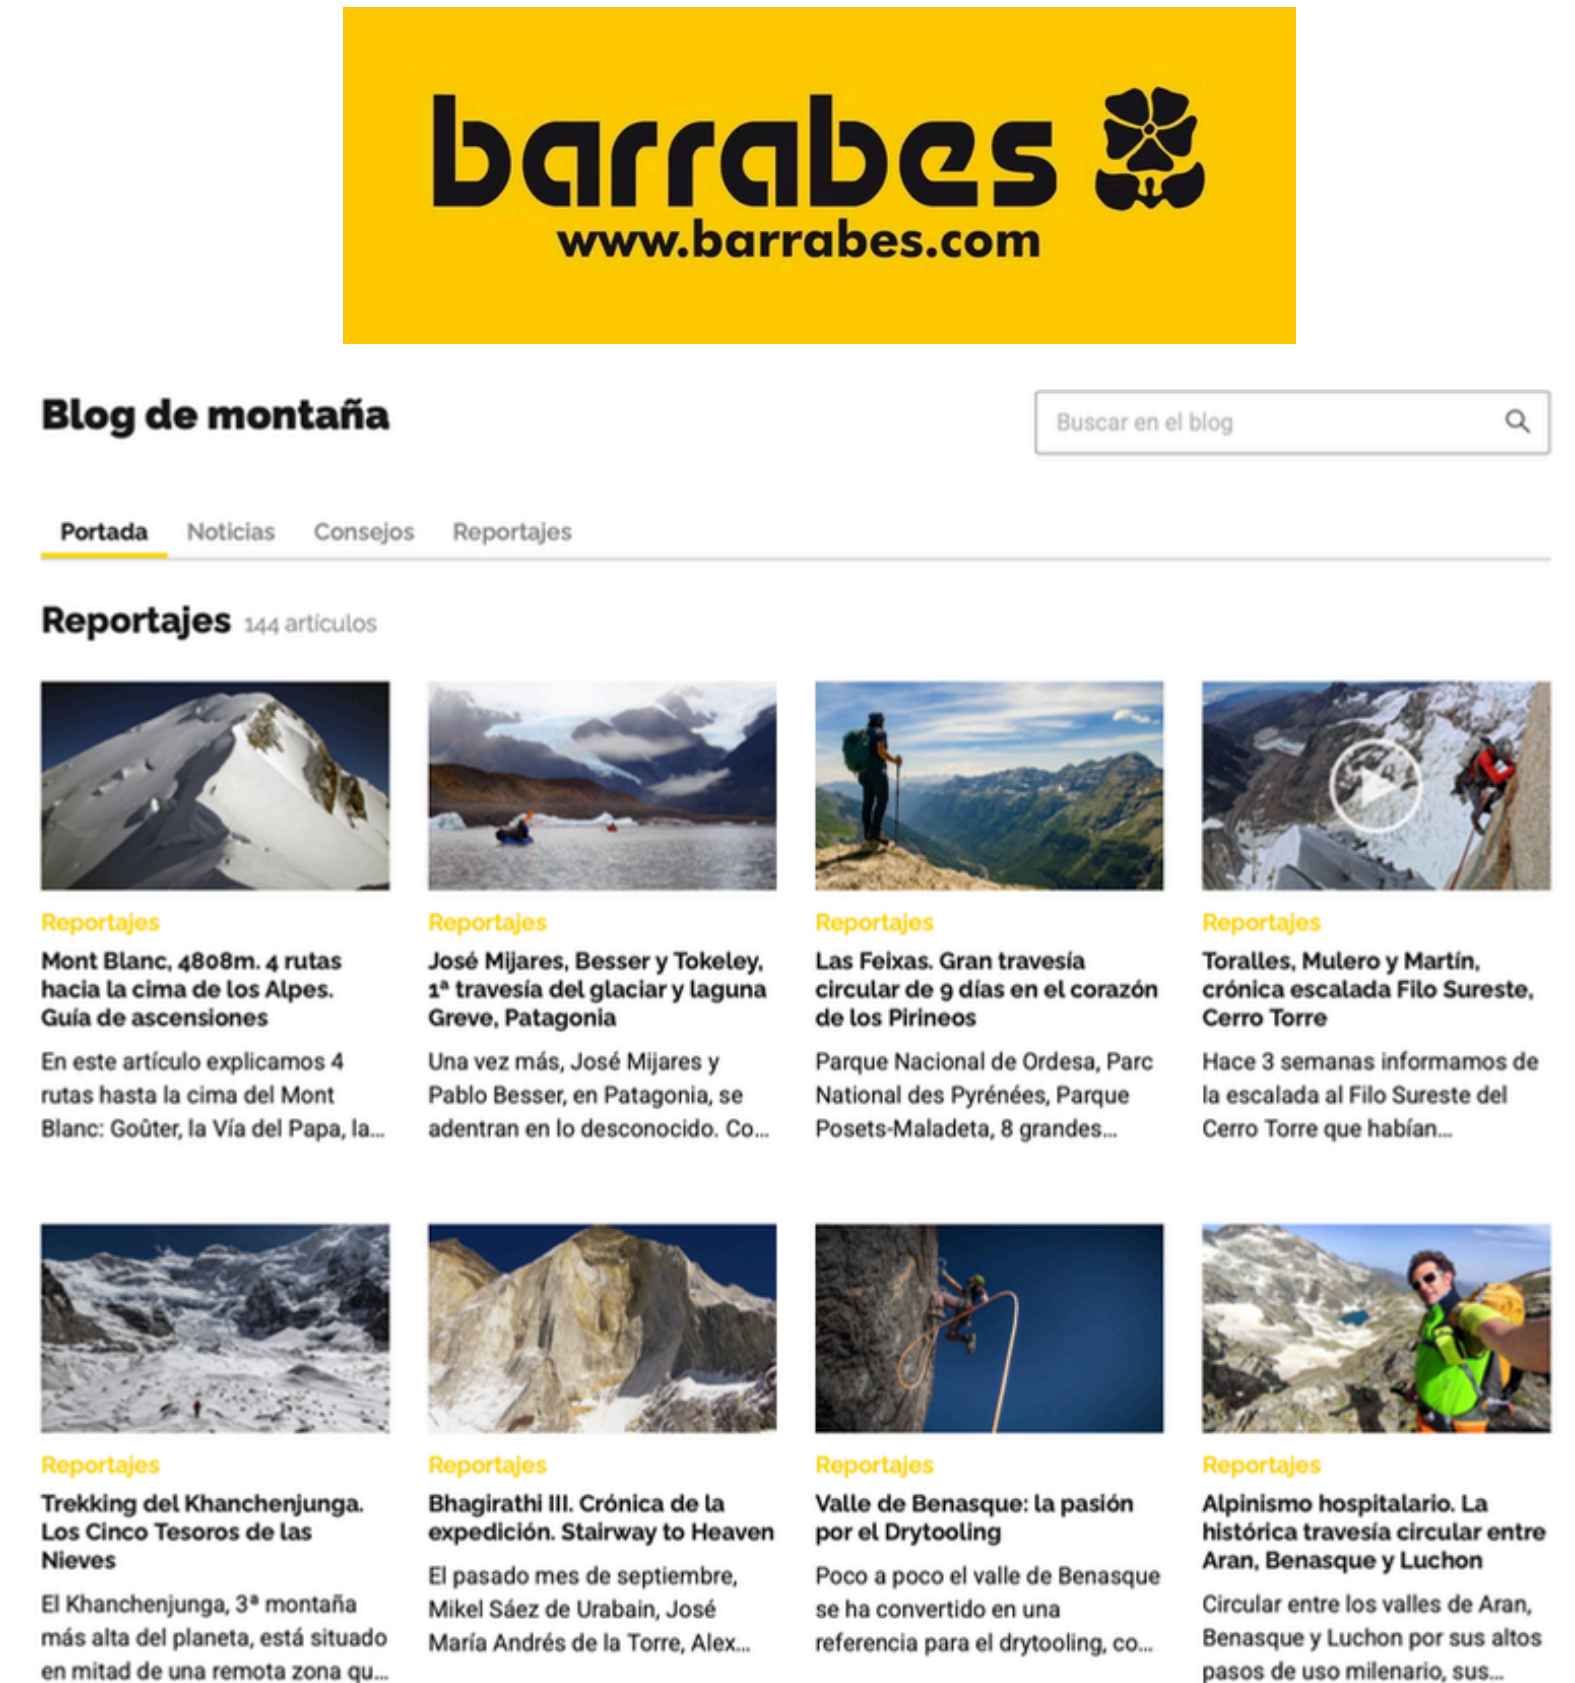 barrabes
www.barrabes.com
Blog de montaña
Buscar en el blog
Portada Noticias Consejos Reportajes
Reportajes 144 artículos
Reportajes
Mont Blanc, 4808m. 4 rutas
hacia la cima de los Alpes.
Guía de ascensiones
En este artículo explicamos 4
rutas hasta la cima del Mont
Blanc: Goûter, la Vía del Papa, la...
Reportajes
José Mijares, Besser y Tokeley,
1ª travesía del glaciar y laguna
Greve, Patagonia
Una vez más, José Mijares y
Pablo Besser, en Patagonia, se
adentran en lo desconocido. Co...
Reportajes
Las Feixas. Gran travesía
circular de 9 días en el corazón
de los Pirineos
Parque Nacional de Ordesa, Parc
National des Pyrénées, Parque
Posets-Maladeta, 8 grandes...
Reportajes
Toralles, Mulero y Martín,
crónica escalada Filo Sureste,
Cerro Torre
Hace 3 semanas informamos de
la escalada al Filo Sureste del
Cerro Torre que habían...
Reportajes
Trekking del Khanchenjunga.
Los Cinco Tesoros de las
Nieves
El Khanchenjunga, 3ª montaña
más alta del planeta, está situado
en mitad de una remota zona qu...
Reportajes
Bhagirathi III. Crónica de la
expedición. Stairway to Heaven
El pasado mes de septiembre,
Mikel Sáez de Urabain, José
María Andrés de la Torre, Alex...
Reportajes
Valle de Benasque: la pasión
por el Drytooling
Poco a poco el valle de Benasque
se ha convertido en una
referencia para el drytooling, co...
Reportajes
Alpinismo hospitalario. La
histórica travesía circular entre
Aran, Benasque y Luchon
Circular entre los valles de Aran,
Benasque y Luchon por sus altos
pasos de uso milenario, sus...